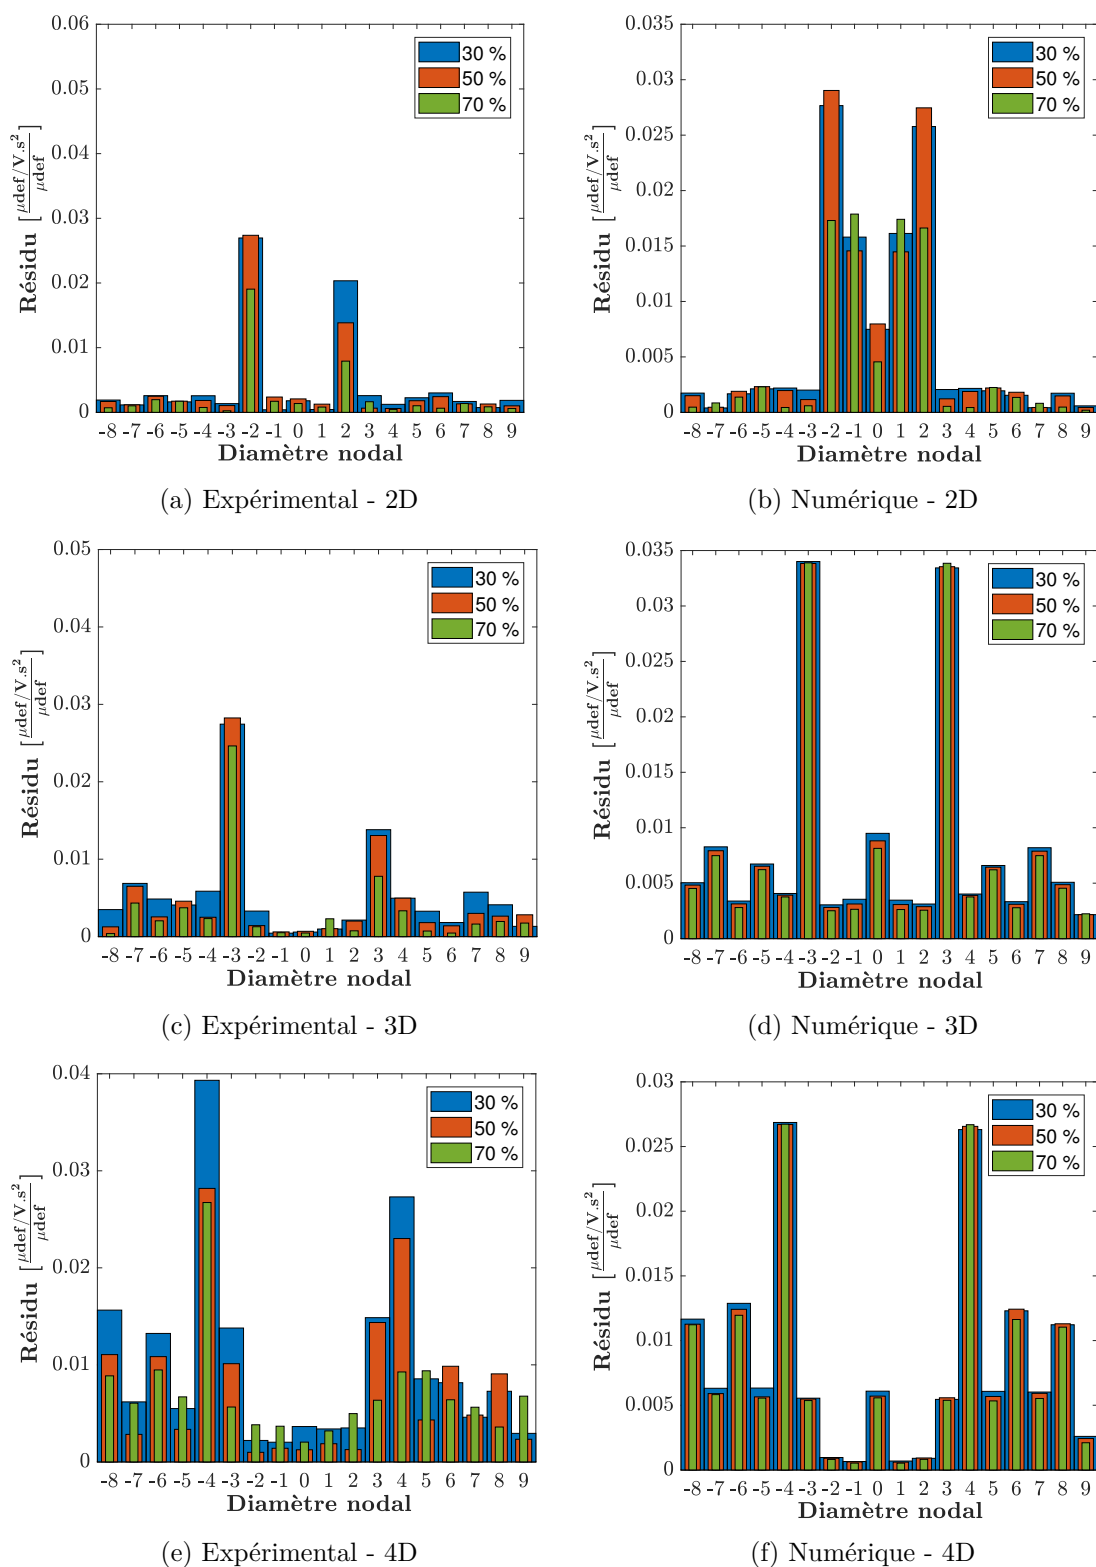 0.06
0.05
0.04
0.03
0.02
0.01
0
Résidu [μdef/V.s² / μdef]
30 %
50 %
70 %
-8 -7 -6 -5 -4 -3 -2 -1 0 1 2 3 4 5 6 7 8 9
Diamètre nodal
(a) Expérimental - 2D
0.035
0.03
0.025
0.02
0.015
0.01
0.005
0
Résidu [μdef/V.s² / μdef]
30 %
50 %
70 %
-8 -7 -6 -5 -4 -3 -2 -1 0 1 2 3 4 5 6 7 8 9
Diamètre nodal
(b) Numérique - 2D
0.05
0.04
0.03
0.02
0.01
0
Résidu [μdef/V.s² / μdef]
30 %
50 %
70 %
-8 -7 -6 -5 -4 -3 -2 -1 0 1 2 3 4 5 6 7 8 9
Diamètre nodal
(c) Expérimental - 3D
0.035
0.03
0.025
0.02
0.015
0.01
0.005
0
Résidu [μdef/V.s² / μdef]
30 %
50 %
70 %
-8 -7 -6 -5 -4 -3 -2 -1 0 1 2 3 4 5 6 7 8 9
Diamètre nodal
(d) Numérique - 3D
0.04
0.03
0.02
0.01
0
Résidu [μdef/V.s² / μdef]
30 %
50 %
70 %
-8 -7 -6 -5 -4 -3 -2 -1 0 1 2 3 4 5 6 7 8 9
Diamètre nodal
(e) Expérimental - 4D
0.03
0.025
0.02
0.015
0.01
0.005
0
Résidu [μdef/V.s² / μdef]
30 %
50 %
70 %
-8 -7 -6 -5 -4 -3 -2 -1 0 1 2 3 4 5 6 7 8 9
Diamètre nodal
(f) Numérique - 4D